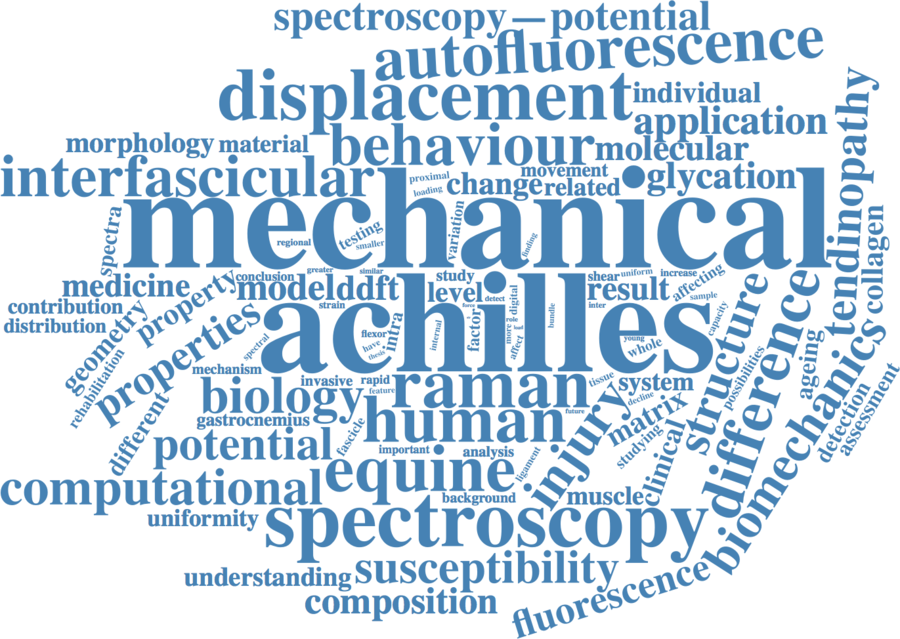 spectroscopy — potential
autofluorescence
displacement
individual
application
morphology
material
behaviour
molecular
interfascicular
proximal
loading
change
movement
related
glycation
tendinopathy
mechanical
spectra
regional
testing
smaller
variation
finding
collagen
medicine
property
conclusion
greater
similar
study
shear
uniform
increase
affecting
model
ddft
level
detect
digital
result
sample
contribution
distribution
geometry
strain
achilles
force
factor
role
more
affect
bundle
inter
capacity
structure
difference
properties
spectral
flexor
have
thesis
intra
internal
young
whole
ageing
rehabilitation
mechanism
biology
invasive
rapid
feature
raman
tissue
system
decline
possibilities
biomechanics
different
gastrocnemius
fascicle
human
future
injury
matrix
studying
detection
assessment
potential
important
analysis
ligament
clinical
computational
equine
background
muscle
uniformity
spectroscopy
understanding
susceptibility
composition
fluorescence